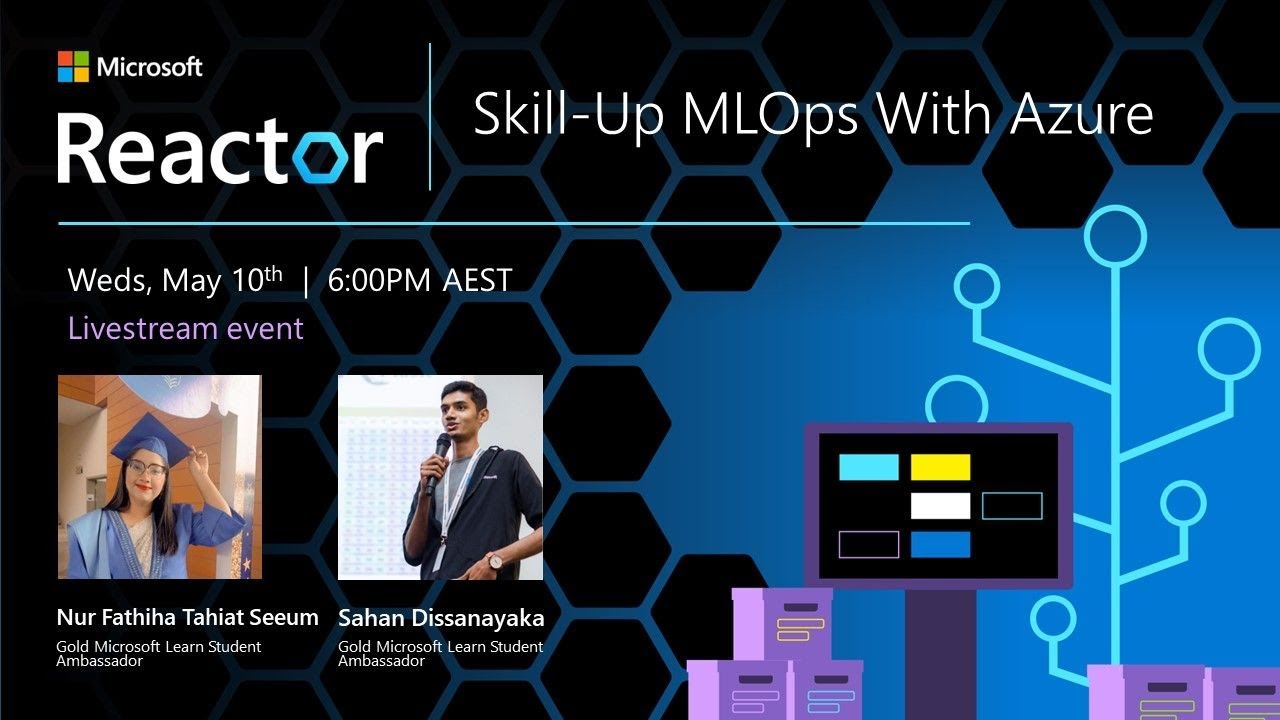 Microsoft
Reactor
Skill-Up MLOps With Azure
Weds, May 10th | 6:00PM AEST
Livestream event
Nur Fathiha Tahiat Seeum
Gold Microsoft Learn Student
Ambassador
Sahan Dissanayaka
Gold Microsoft Learn Student
Ambassador